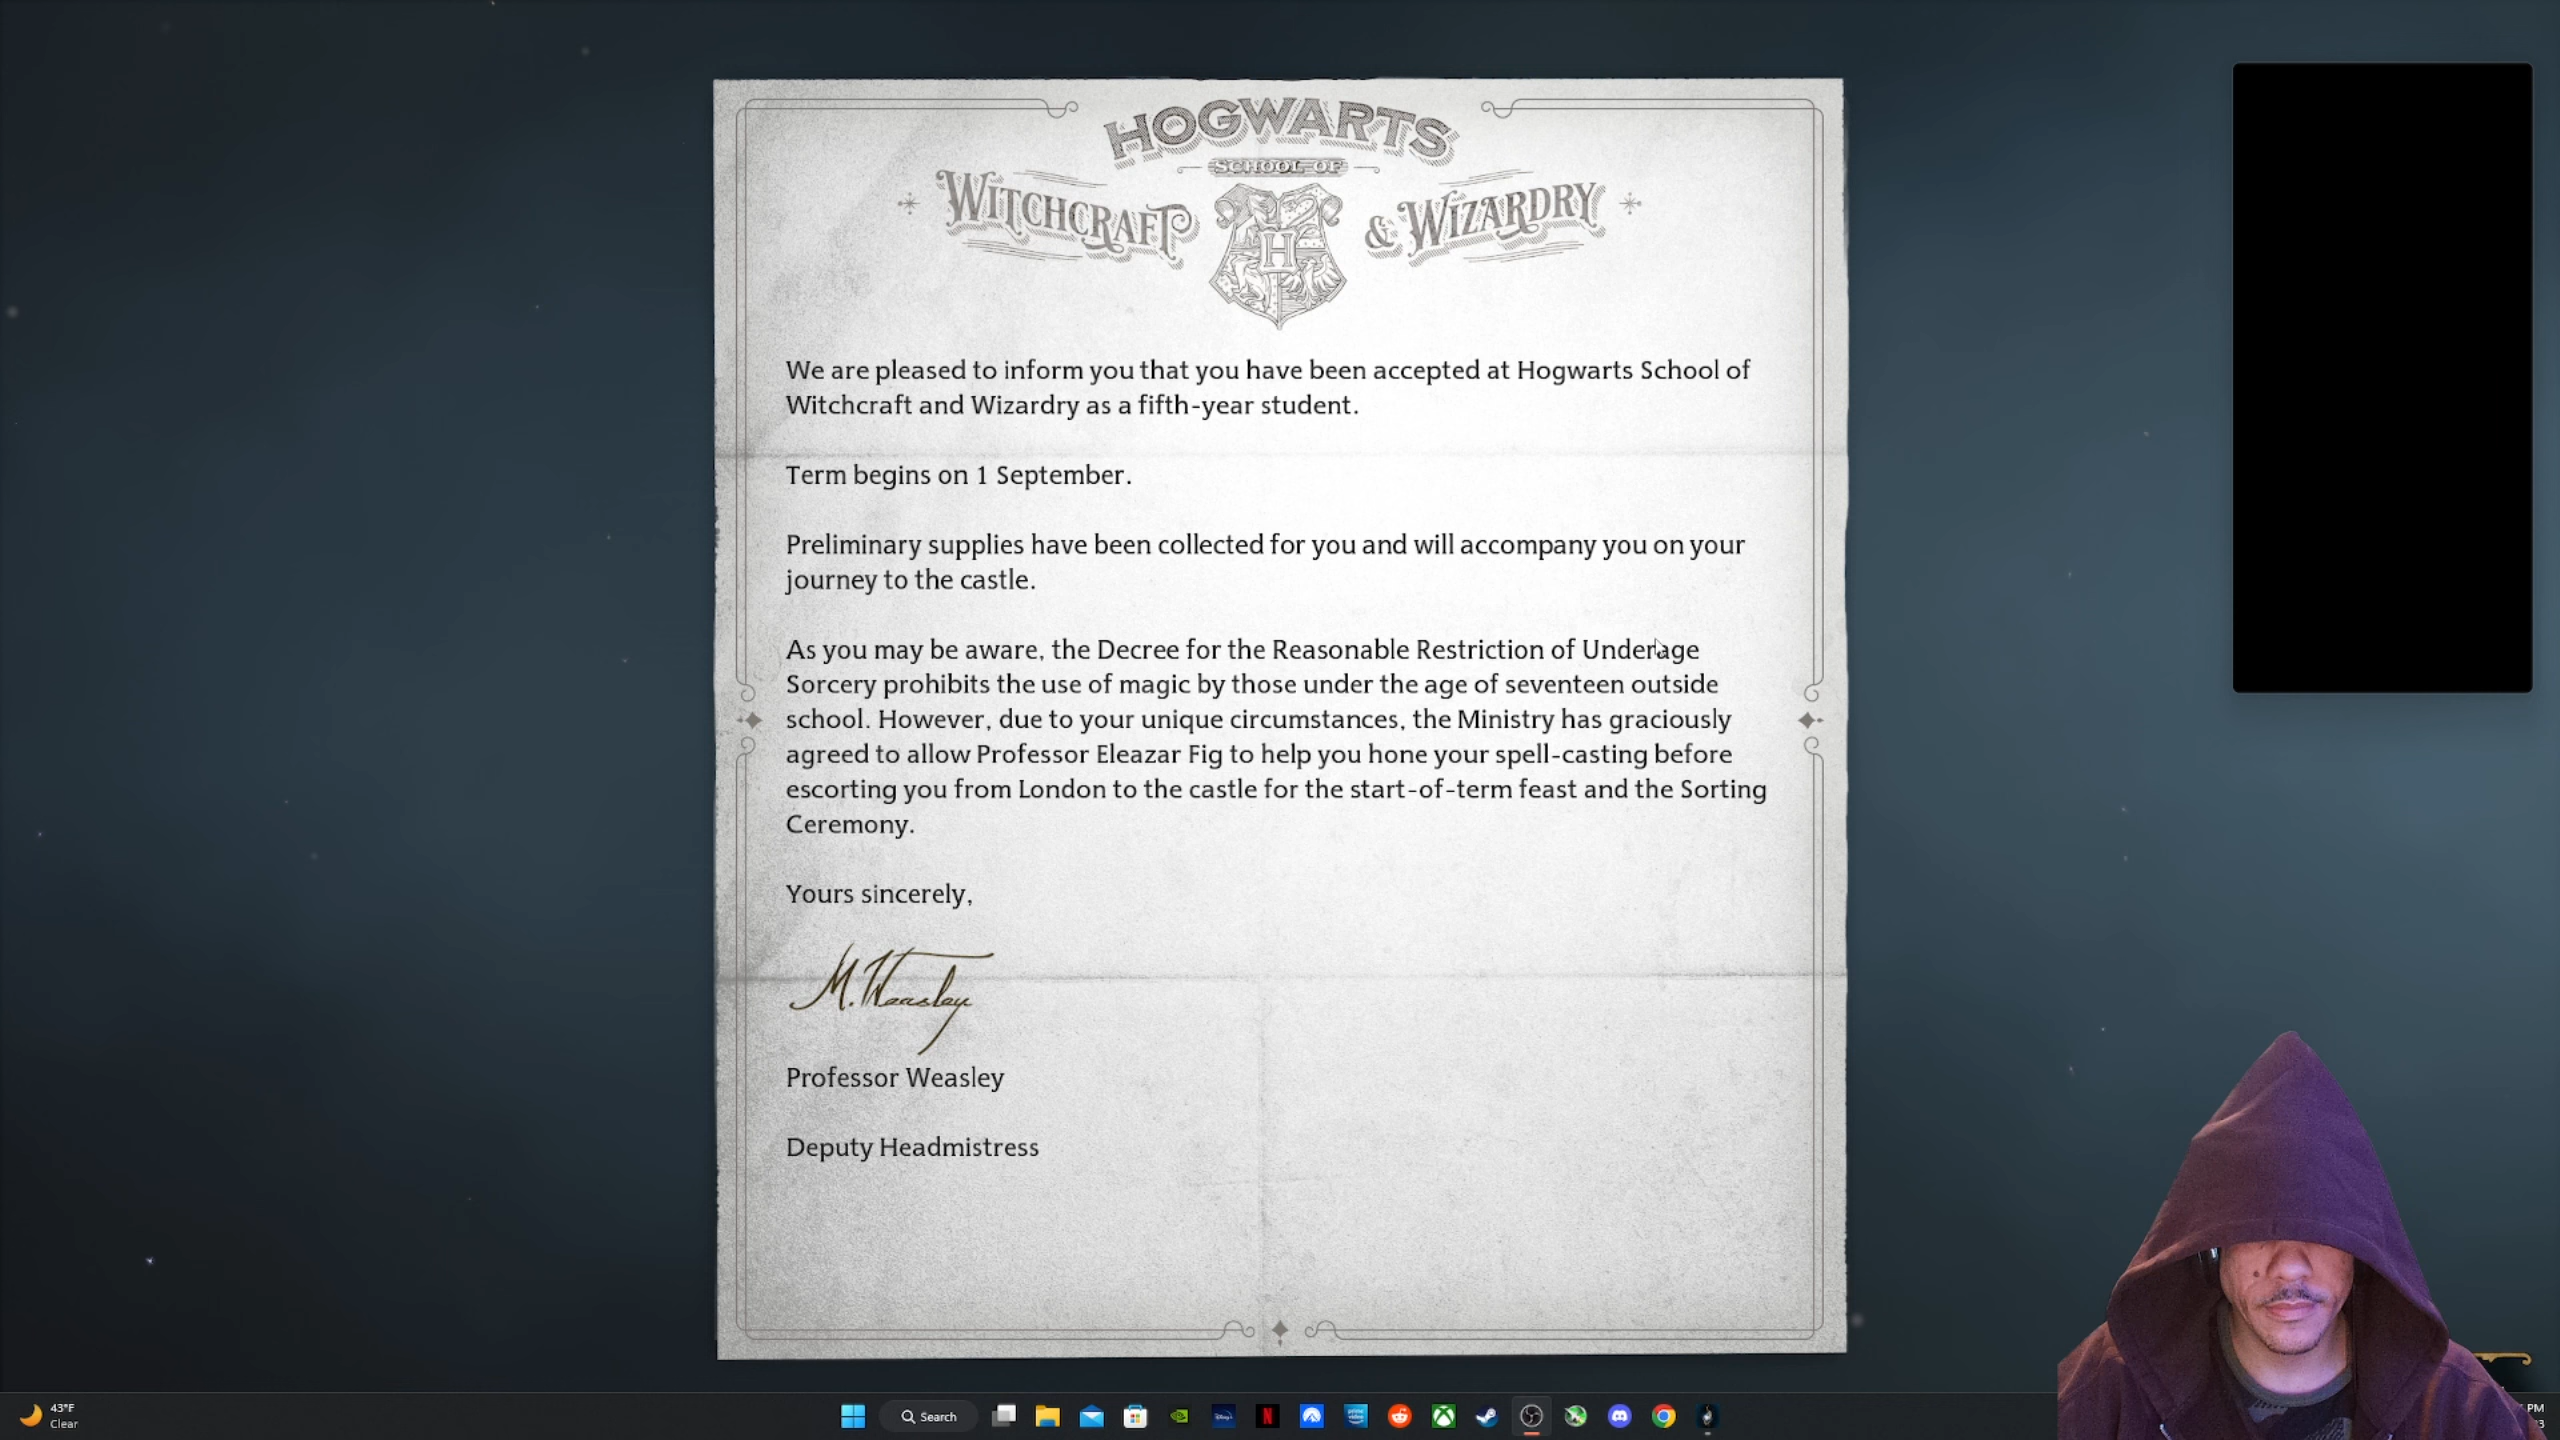 HOGWARTS
SCHOOL OF
WITCHCRAFT & WIZARDRY
H
We are pleased to inform you that you have been accepted at Hogwarts School of
Witchcraft and Wizardry as a fifth-year student.
Term begins on 1 September.
Preliminary supplies have been collected for you and will accompany you on your
journey to the castle.
As you may be aware, the Decree for the Reasonable Restriction of Underage
Sorcery prohibits the use of magic by those under the age of seventeen outside
school. However, due to your unique circumstances, the Ministry has graciously
agreed to allow Professor Eleazar Fig to help you hone your spell-casting before
escorting you from London to the castle for the start-of-term feast and the Sorting
Ceremony.
Yours sincerely,
M. Weasley
Professor Weasley
Deputy Headmistress
43°F
Clear
Search
N
prime video
PM
3